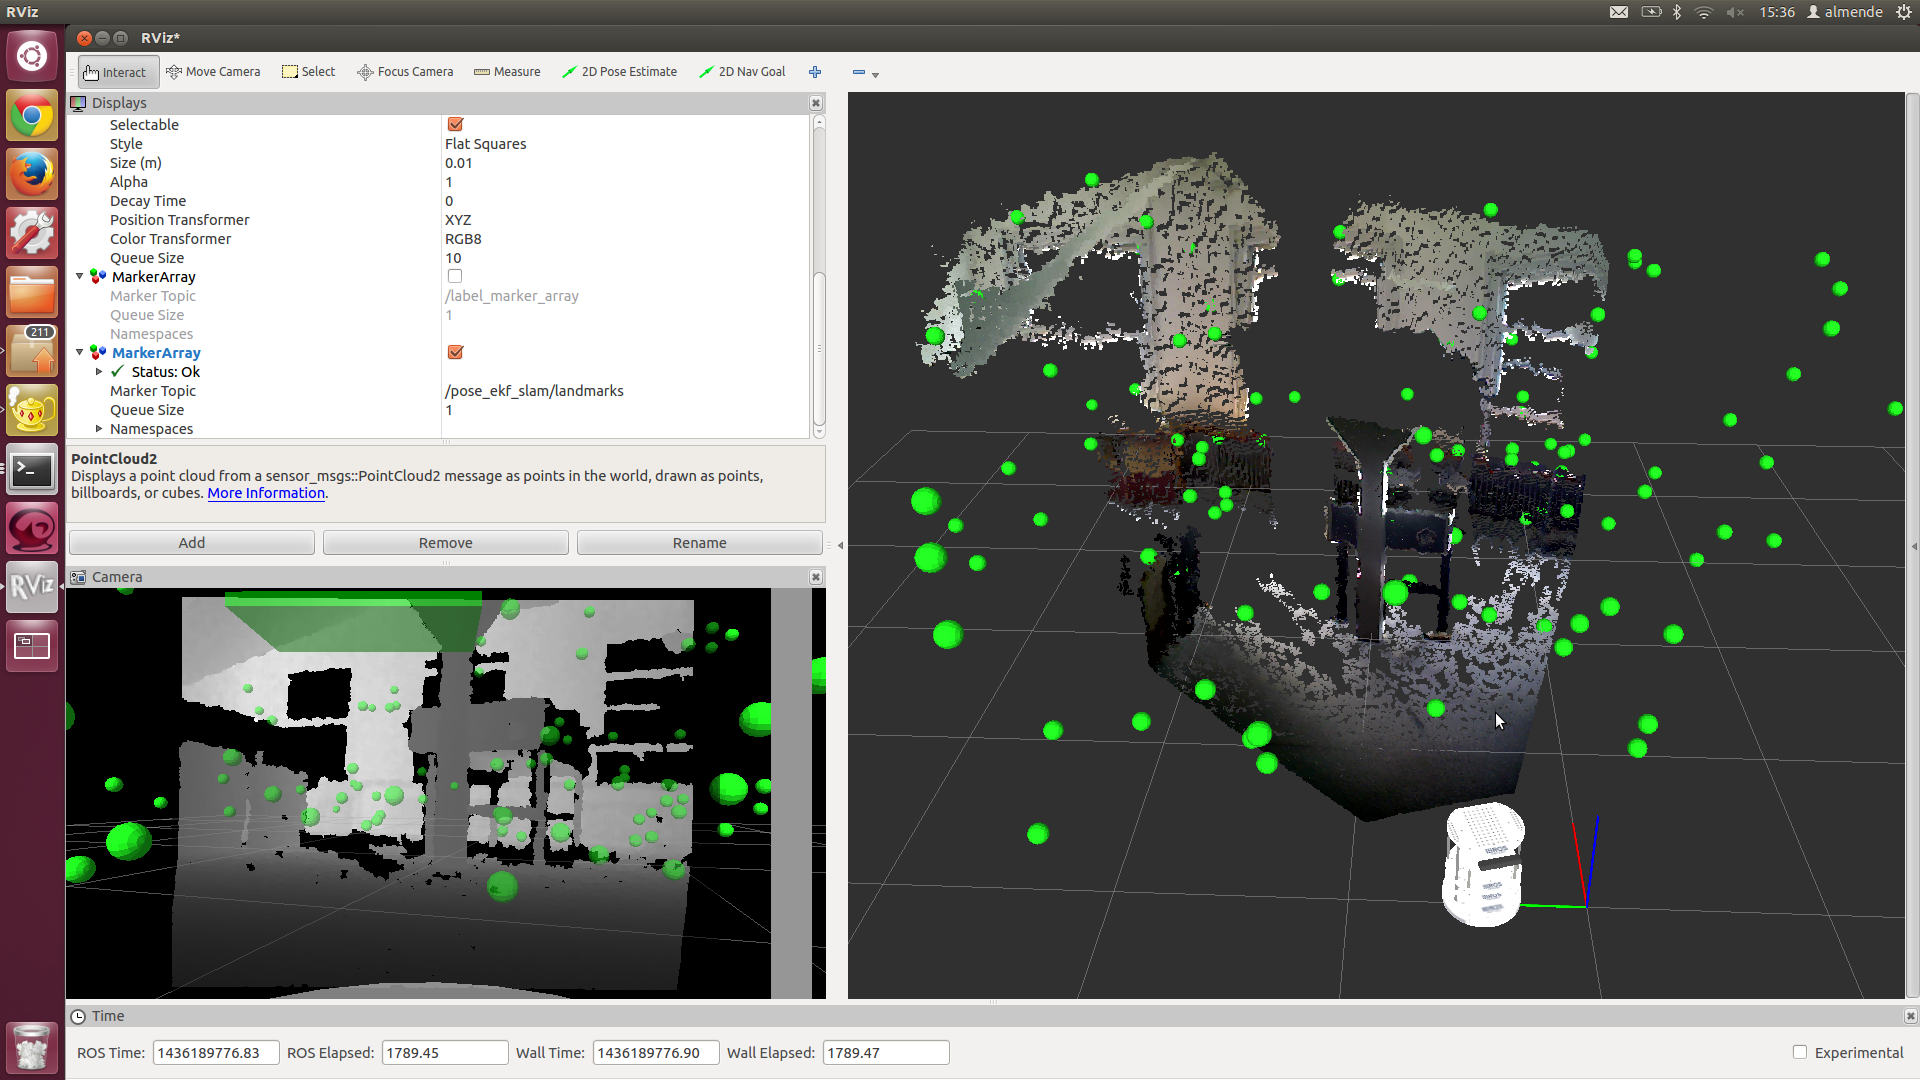 RViz
15:36
almende
RViz*
Interact
Move Camera
Select
Focus Camera
Measure
2D Pose Estimate
2D Nav Goal
Displays
Selectable
Style Flat Squares
Size (m) 0.01
Alpha 1
Decay Time 0
Position Transformer XYZ
Color Transformer RGB8
Queue Size 10
MarkerArray
Marker Topic /label_marker_array
Queue Size 1
Namespaces
MarkerArray
Status: Ok
Marker Topic /pose_ekf_slam/landmarks
Queue Size 1
Namespaces
PointCloud2
Displays a point cloud from a sensor_msgs::PointCloud2 message as points in the world, drawn as points,
billboards, or cubes. More Information.
Add
Remove
Rename
Camera
211
RViz
Time
ROS Time: 1436189776.83 ROS Elapsed: 1789.45 Wall Time: 1436189776.90 Wall Elapsed: 1789.47
Experimental